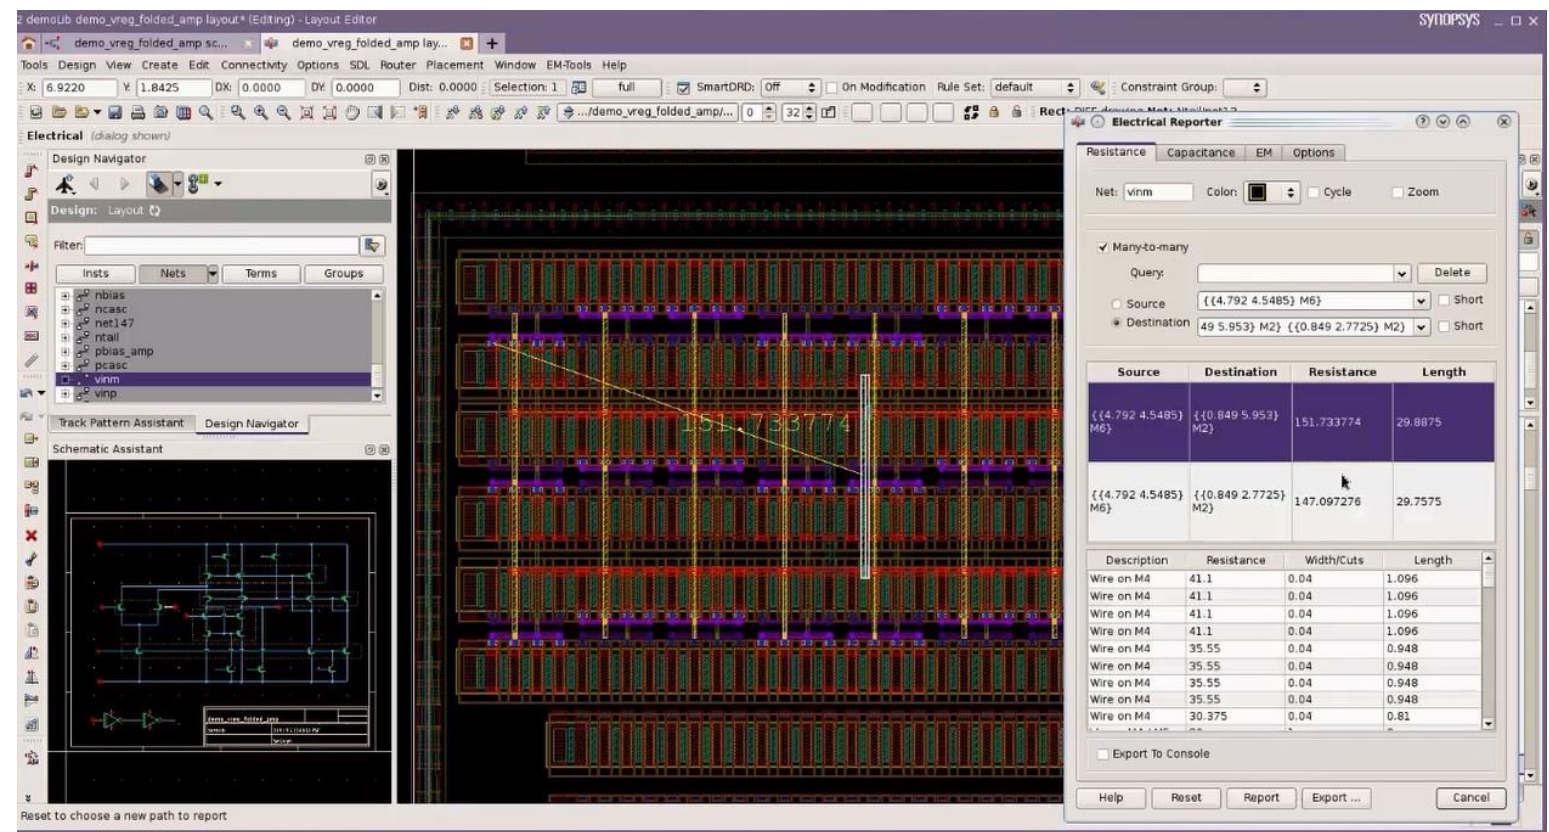 2 demoLib demo_vreg_folded_amp layout* (Editing) - Layout Editor
SYNOPSYS
demo_vreg_folded_amp sc...
demo_vreg_folded_amp lay...
Tools Design View Create Edit Connectivity Options SDL Router Placement Window EM-Tools Help
X: 6.9220 Y: 1.8425 DX: 0.0000 DY: 0.0000 Dist: 0.0000 Selection: 1 full SmartDRD: Off On Modification Rule Set: default Constraint Group:
.../demo_vreg_folded_amp/... 0 32
Electrical (dialog shown)
Design Navigator
Design: Layout
Filter:
Insts Nets Terms Groups
nbias
ncasc
net147
ntail
pbias_amp
pcasc
vinm
vinp
Track Pattern Assistant Design Navigator
Schematic Assistant
151.733774
Electrical Reporter
Resistance Capacitance EM Options
Net: vinm Color: Cycle Zoom
Many-to-many
Query: Delete
Source {{4.792 4.5485} M6} Short
Destination 49 5.953} M2} {{0.849 2.7725} M2} Short
Source Destination Resistance Length
{{4.792 4.5485} M6} {{0.849 5.953} M2} 151.733774 29.8875
{{4.792 4.5485} M6} {{0.849 2.7725} M2} 147.097276 29.7575
Description Resistance Width/Cuts Length
Wire on M4 41.1 0.04 1.096
Wire on M4 41.1 0.04 1.096
Wire on M4 41.1 0.04 1.096
Wire on M4 41.1 0.04 1.096
Wire on M4 35.55 0.04 0.948
Wire on M4 35.55 0.04 0.948
Wire on M4 35.55 0.04 0.948
Wire on M4 35.55 0.04 0.948
Wire on M4 30.375 0.04 0.81
Export To Console
Help Reset Report Export ... Cancel
Reset to choose a new path to report